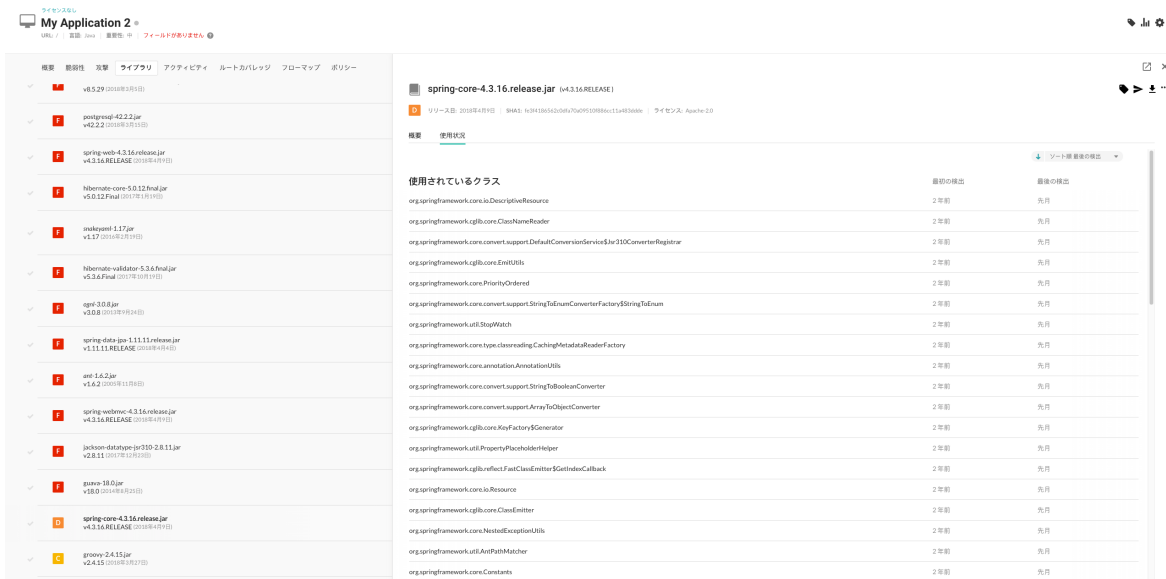 ライセンスなし
My Application 2
URL: / 言語: Java 重要性: 中 フィールドがありません
概要 脆弱性 攻撃 ライブラリ アクティビティ ルートカバレッジ フローマップ ポリシー
F
v8.5.29 (2018年3月5日)
F
postgresql-42.2.2.jar
v42.2.2 (2018年3月15日)
F
spring-web-4.3.16.release.jar
v4.3.16.RELEASE (2018年4月9日)
F
hibernate-core-5.0.12.final.jar
v5.0.12.Final (2017年1月19日)
F
snakeyaml-1.17.jar
v1.17 (2016年2月19日)
F
hibernate-validator-5.3.6.final.jar
v5.3.6.Final (2017年10月19日)
F
ognl-3.0.8.jar
v3.0.8 (2013年9月24日)
F
spring-data-jpa-1.11.11.release.jar
v1.11.11.RELEASE (2018年4月4日)
F
ant-1.6.2.jar
v1.6.2 (2005年11月8日)
F
spring-webmvc-4.3.16.release.jar
v4.3.16.RELEASE (2018年4月9日)
F
jackson-datatype-jsr310-2.8.11.jar
v2.8.11 (2017年12月23日)
F
guava-18.0.jar
v18.0 (2014年8月25日)
D
spring-core-4.3.16.release.jar
v4.3.16.RELEASE (2018年4月9日)
C
groovy-2.4.15.jar
v2.4.15 (2018年3月27日)
spring-core-4.3.16.release.jar (v4.3.16.RELEASE )
D リリース日: 2018年4月9日 SHA1: ライセンス: Apache-2.0
概要 使用状況
ソート順 最後の検出
使用されているクラス 最初の検出 最後の検出
org.springframework.core.io.DescriptiveResource 2 年前 先月
org.springframework.cglib.core.ClassNameReader 2 年前 先月
org.springframework.core.convert.support.DefaultConversionService$Jsr310ConverterRegistrar 2 年前 先月
org.springframework.cglib.core.EmitUtils 2 年前 先月
org.springframework.core.PriorityOrdered 2 年前 先月
org.springframework.core.convert.support.StringToEnumConverterFactory$StringToEnum 2 年前 先月
org.springframework.util.StopWatch 2 年前 先月
org.springframework.core.type.classreading.CachingMetadataReaderFactory 2 年前 先月
org.springframework.core.annotation.AnnotationUtils 2 年前 先月
org.springframework.core.convert.support.StringToBooleanConverter 2 年前 先月
org.springframework.core.convert.support.ArrayToObjectConverter 2 年前 先月
org.springframework.cglib.core.KeyFactory$Generator 2 年前 先月
org.springframework.util.PropertyPlaceholderHelper 2 年前 先月
org.springframework.cglib.reflect.FastClassEmitter$GetIndexCallback 2 年前 先月
org.springframework.core.io.Resource 2 年前 先月
org.springframework.cglib.core.ClassEmitter 2 年前 先月
org.springframework.core.NestedExceptionUtils 2 年前 先月
org.springframework.util.AntPathMatcher 2 年前 先月
org.springframework.core.Constants 2 年前 先月